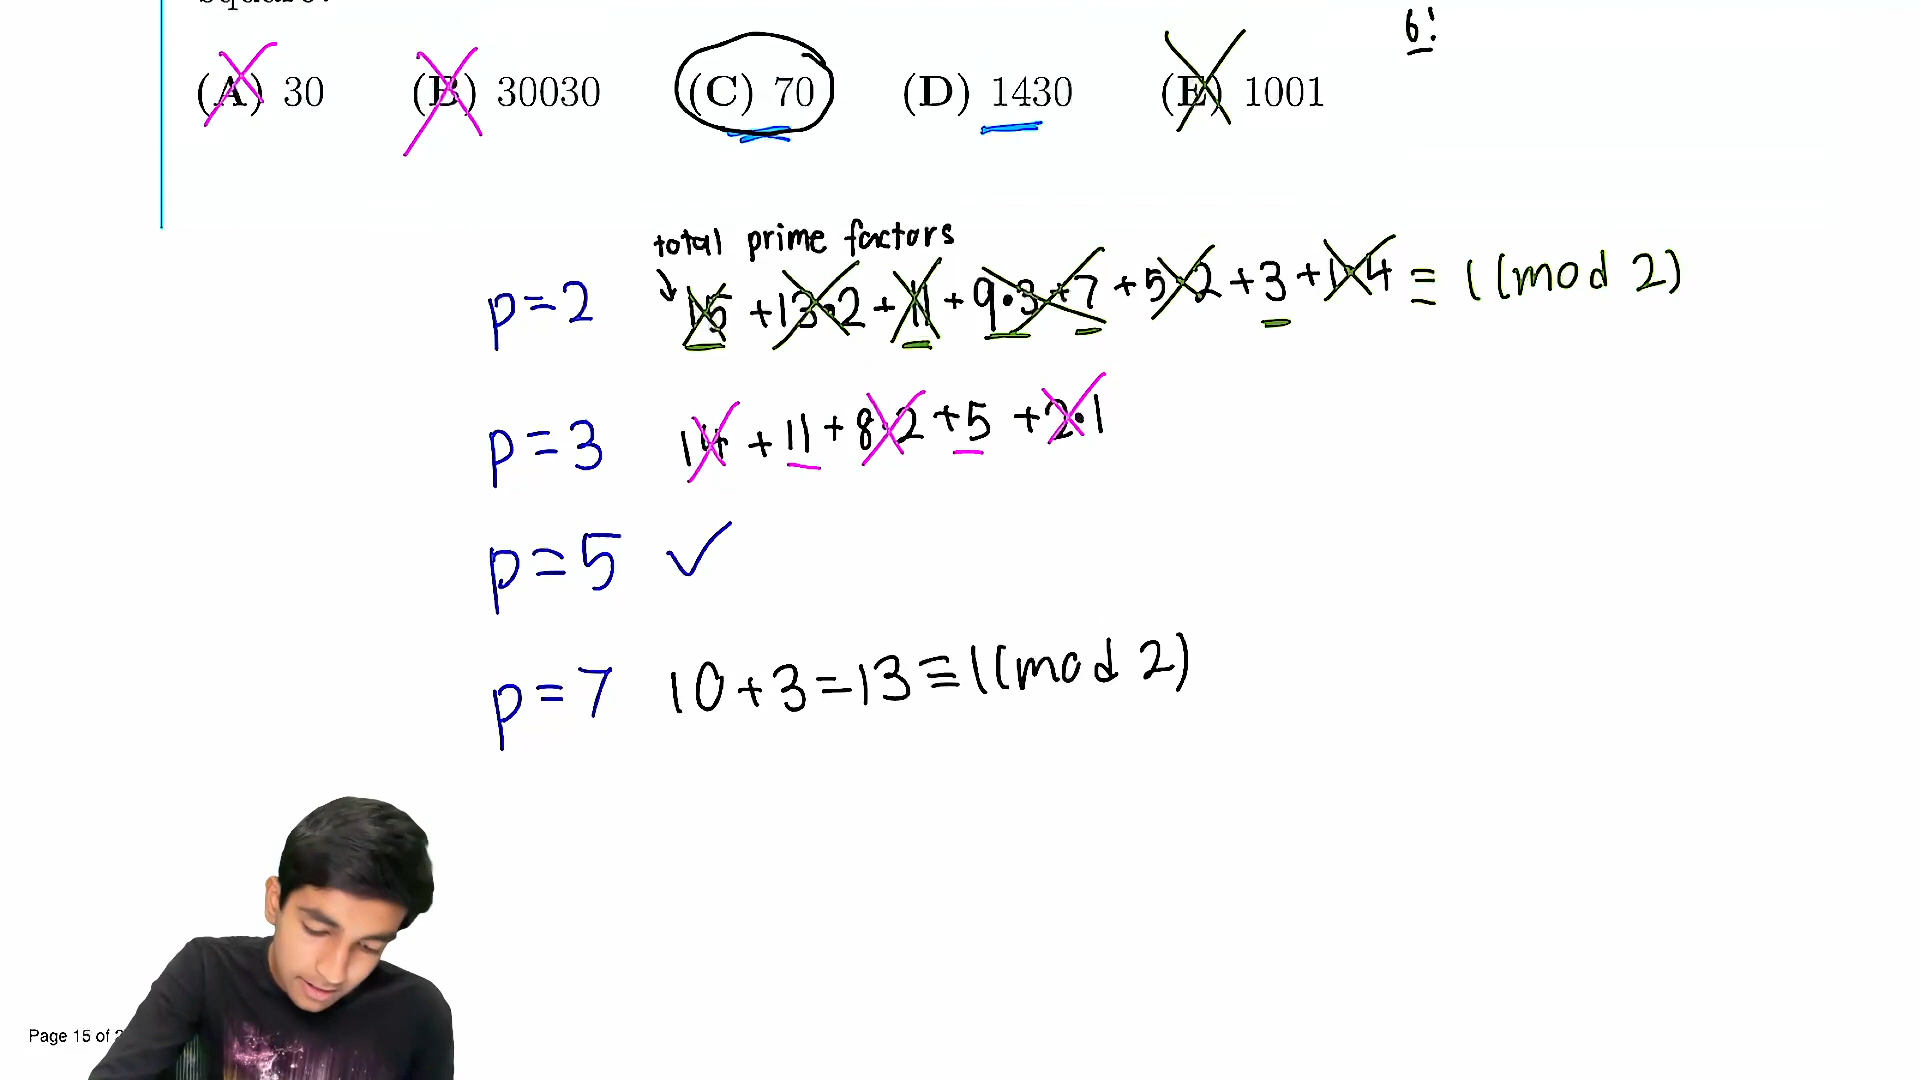 square?
6!
(A) 30 (B) 30030 (C) 70 (D) 1430 (E) 1001
total prime factors
p=2 15 +13·2 + 11 + 9·3 +7 + 5·2 + 3 + 1·4 ≡ 1 (mod 2)
p=3 14 + 11 + 8·2 + 5 + 2·1
p=5 ✓
p=7 10+3=13≡1(mod 2)
Page 15 of